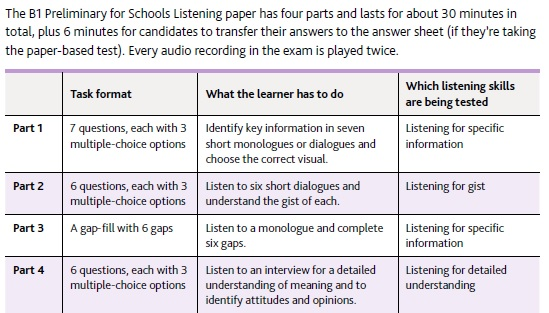 The B1 Preliminary for Schools Listening paper has four parts and lasts for about 30 minutes in
total, plus 6 minutes for candidates to transfer their answers to the answer sheet (if they're taking
the paper-based test). Every audio recording in the exam is played twice.
Task format
What the learner has to do
Which listening skills
are being tested
Part 1
7 questions, each with 3
multiple-choice options
Identify key information in seven
short monologues or dialogues and
choose the correct visual.
Listening for specific
information
Part 2
6 questions, each with 3
multiple-choice options
Listen to six short dialogues and
understand the gist of each.
Listening for gist
Part 3
A gap-fill with 6 gaps
Listen to a monologue and complete
six gaps.
Listening for specific
information
Part 4
6 questions, each with 3
multiple-choice options
Listen to an interview for a detailed
understanding of meaning and to
identify attitudes and opinions.
Listening for detailed
understanding